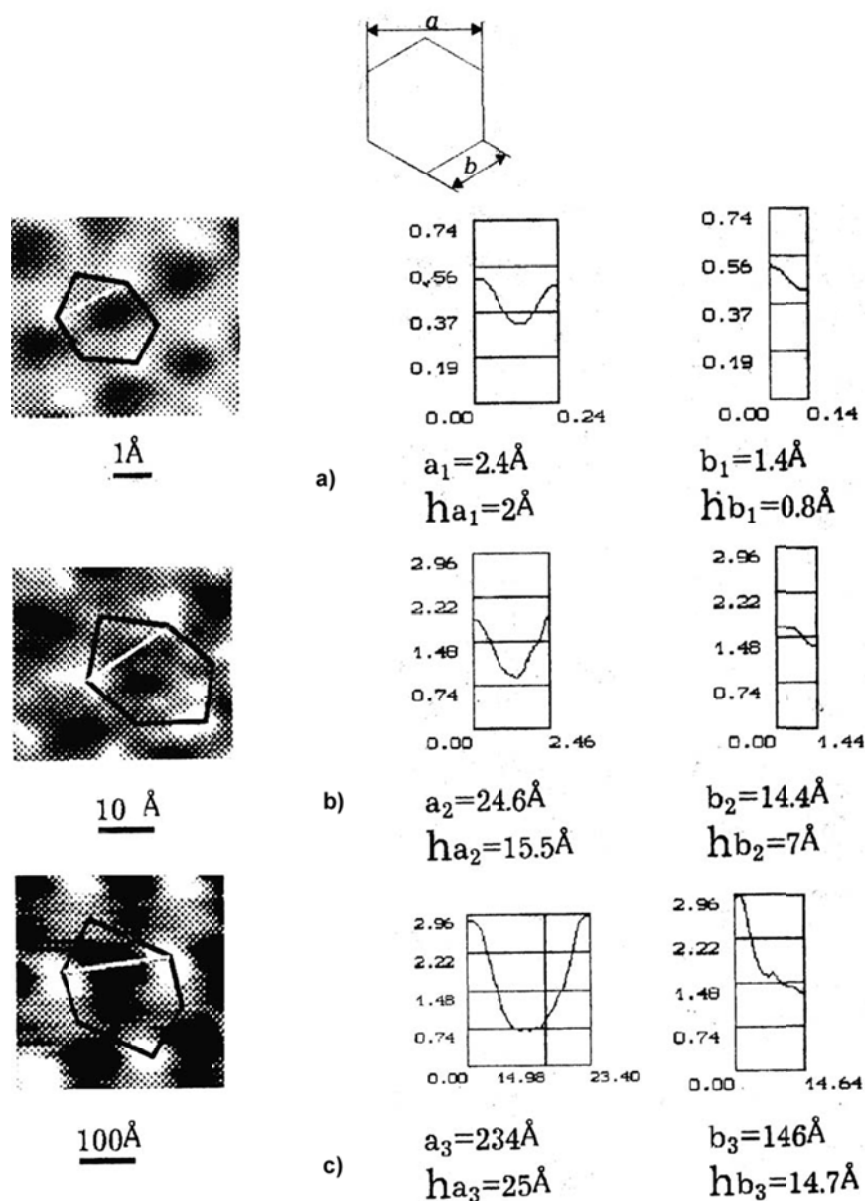 a
b
0.74
0.56
0.37
0.19
0.00 0.24
0.74
0.56
0.37
0.19
0.00 0.14
1Å
a)
a₁=2.4Å
ha₁=2Å
b₁=1.4Å
hb₁=0.8Å
2.96
2.22
1.48
0.74
0.00 2.46
2.96
2.22
1.48
0.74
0.00 1.44
10 Å
b)
a₂=24.6Å
ha₂=15.5Å
b₂=14.4Å
hb₂=7Å
2.96
2.22
1.48
0.74
0.00 14.98 23.40
2.96
2.22
1.48
0.74
0.00 14.64
100Å
c)
a₃=234Å
ha₃=25Å
b₃=146Å
hb₃=14.7Å